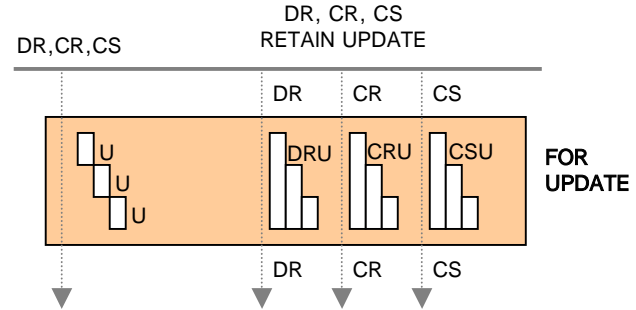 DR, CR, CS
RETAIN UPDATE
DR,CR,CS
DR CR CS
U DRU CRU CSU
U
U
FOR
UPDATE
DR CR CS